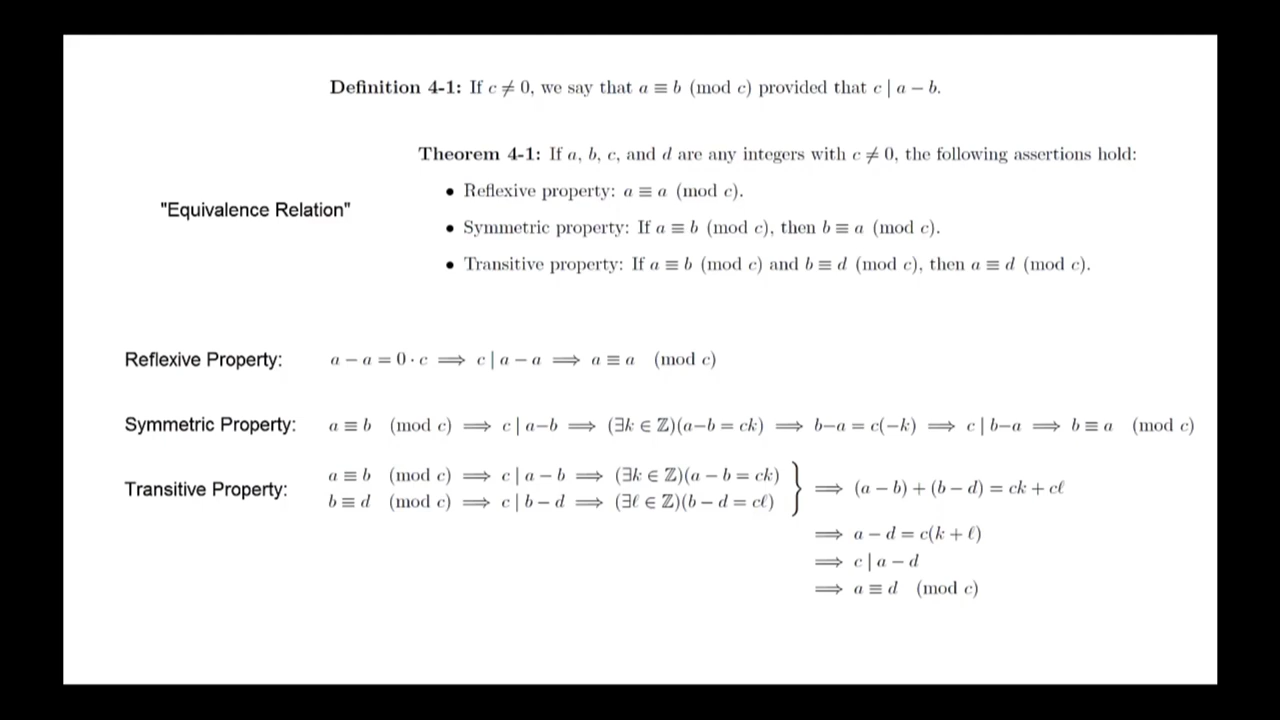 Definition 4-1: If c ≠ 0, we say that a ≡ b (mod c) provided that c | a − b.
Theorem 4-1: If a, b, c, and d are any integers with c ≠ 0, the following assertions hold:
"Equivalence Relation"
• Reflexive property: a ≡ a (mod c).
• Symmetric property: If a ≡ b (mod c), then b ≡ a (mod c).
• Transitive property: If a ≡ b (mod c) and b ≡ d (mod c), then a ≡ d (mod c).
Reflexive Property: a − a = 0 · c ⟹ c | a − a ⟹ a ≡ a (mod c)
Symmetric Property: a ≡ b (mod c) ⟹ c | a−b ⟹ (∃k ∈ ℤ)(a−b = ck) ⟹ b−a = c(−k) ⟹ c | b−a ⟹ b ≡ a (mod c)
Transitive Property:
a ≡ b (mod c) ⟹ c | a − b ⟹ (∃k ∈ ℤ)(a − b = ck)
b ≡ d (mod c) ⟹ c | b − d ⟹ (∃ℓ ∈ ℤ)(b − d = cℓ)
} ⟹ (a − b) + (b − d) = ck + cℓ
⟹ a − d = c(k + ℓ)
⟹ c | a − d
⟹ a ≡ d (mod c)